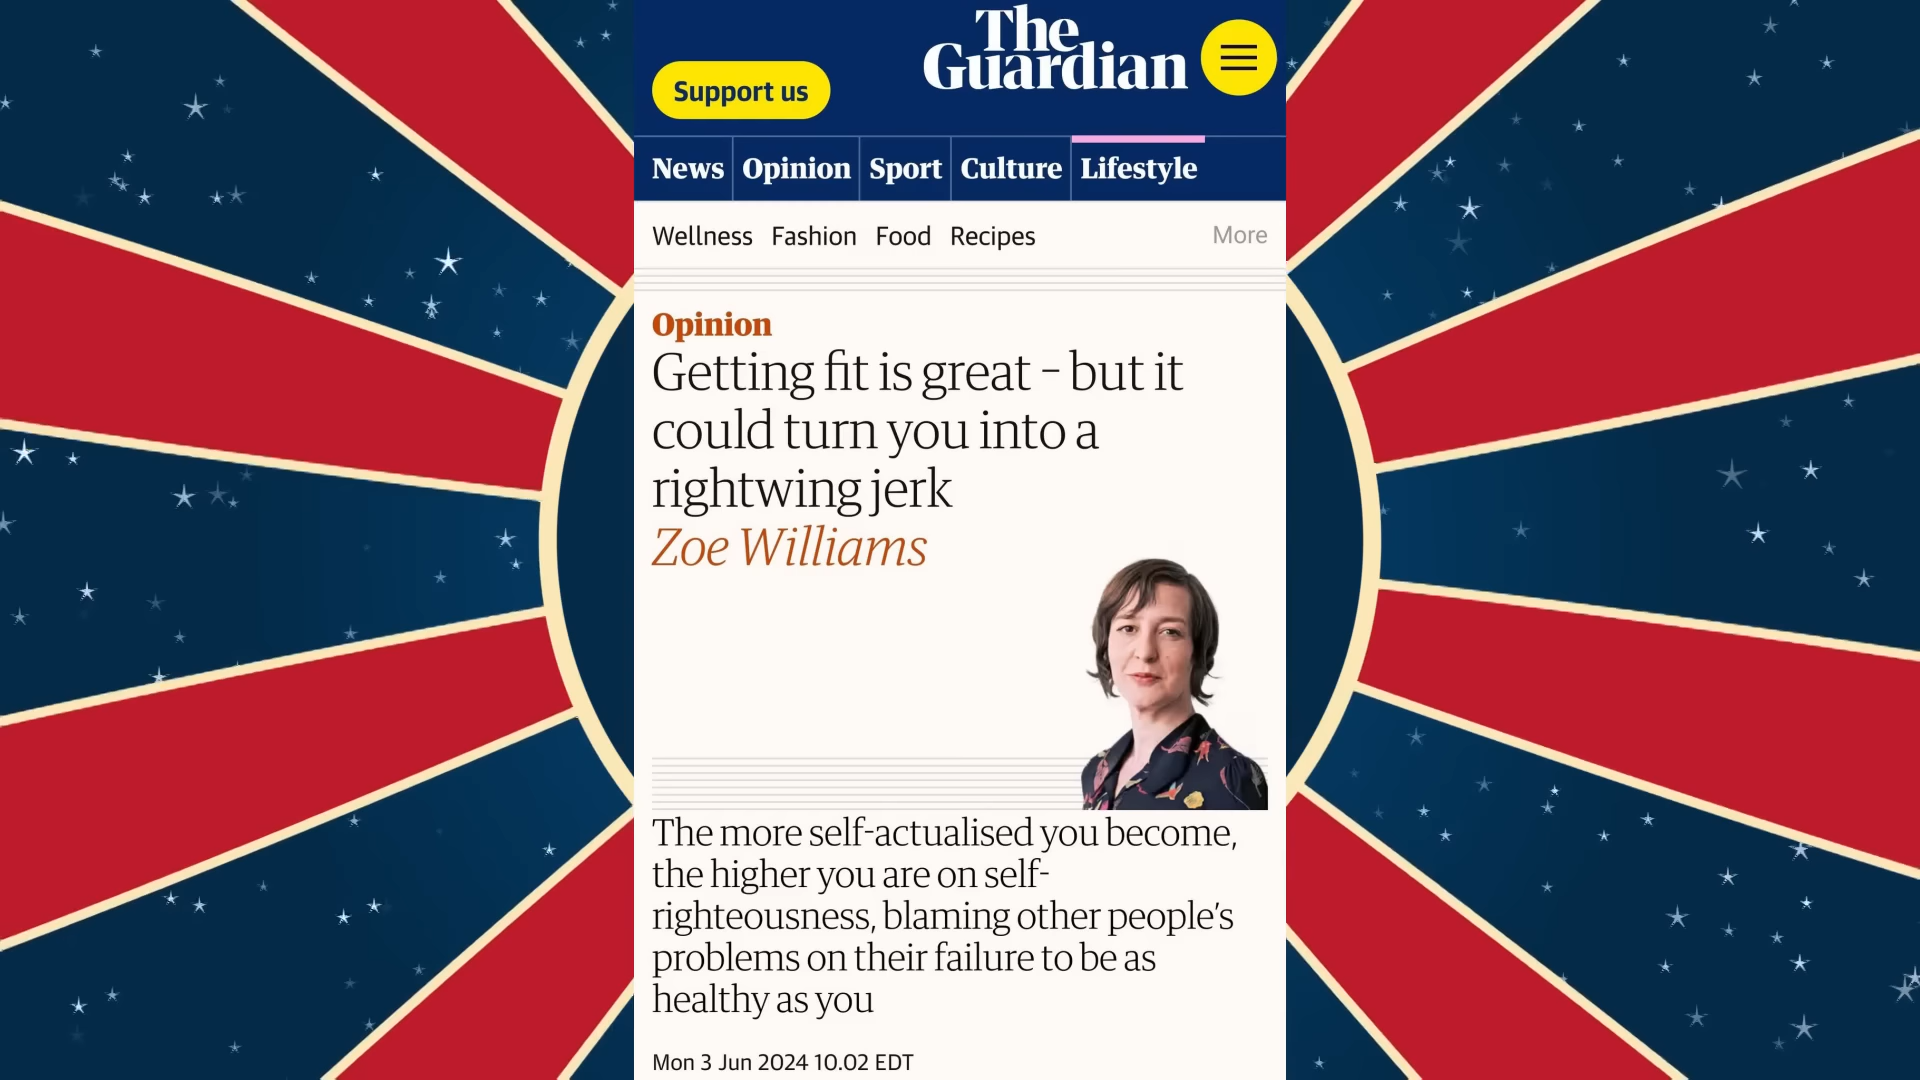 The
Guardian
Support us
News Opinion Sport Culture Lifestyle
Wellness Fashion Food Recipes More
Opinion
Getting fit is great – but it
could turn you into a
rightwing jerk
Zoe Williams
The more self-actualised you become,
the higher you are on self-
righteousness, blaming other people’s
problems on their failure to be as
healthy as you
Mon 3 Jun 2024 10.02 EDT